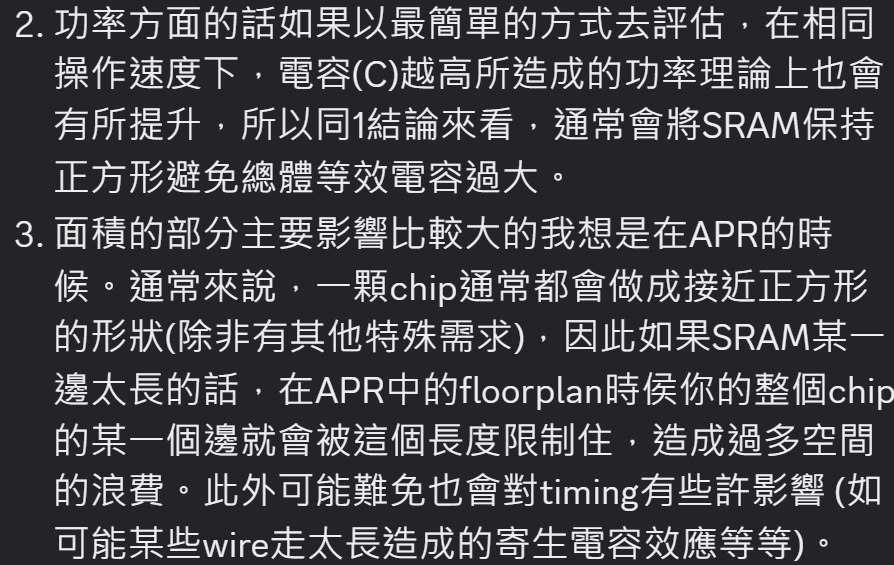 2. 功率方面的話如果以最簡單的方式去評估，在相同
操作速度下，電容(C)越高所造成的功率理論上也會
有所提升，所以同1結論來看，通常會將SRAM保持
正方形避免總體等效電容過大。
3. 面積的部分主要影響比較大的我想是在APR的時
候。通常來說，一顆chip通常都會做成接近正方形
的形狀(除非有其他特殊需求)，因此如果SRAM某一
邊太長的話，在APR中的floorplan時侯你的整個chip
的某一個邊就會被這個長度限制住，造成過多空間
的浪費。此外可能難免也會對timing有些許影響 (如
可能某些wire走太長造成的寄生電容效應等等)。